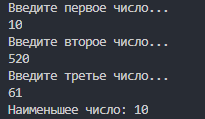 Введите первое число...
10
Введите второе число...
520
Введите третье число...
61
Наименьшее число: 10